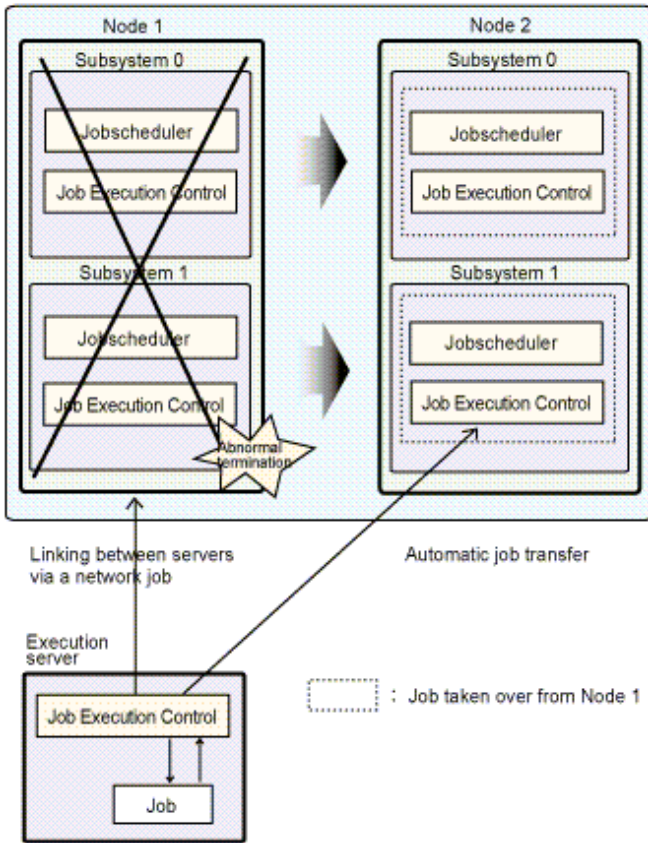 Node 1
Subsystem 0
Jobscheduler
Job Execution Control
Subsystem 1
Jobscheduler
Job Execution Control
Abnormal
termination
Node 2
Subsystem 0
Jobscheduler
Job Execution Control
Subsystem 1
Jobscheduler
Job Execution Control
Linking between servers
via a network job
Automatic job transfer
Execution
server
Job Execution Control
Job
: Job taken over from Node 1